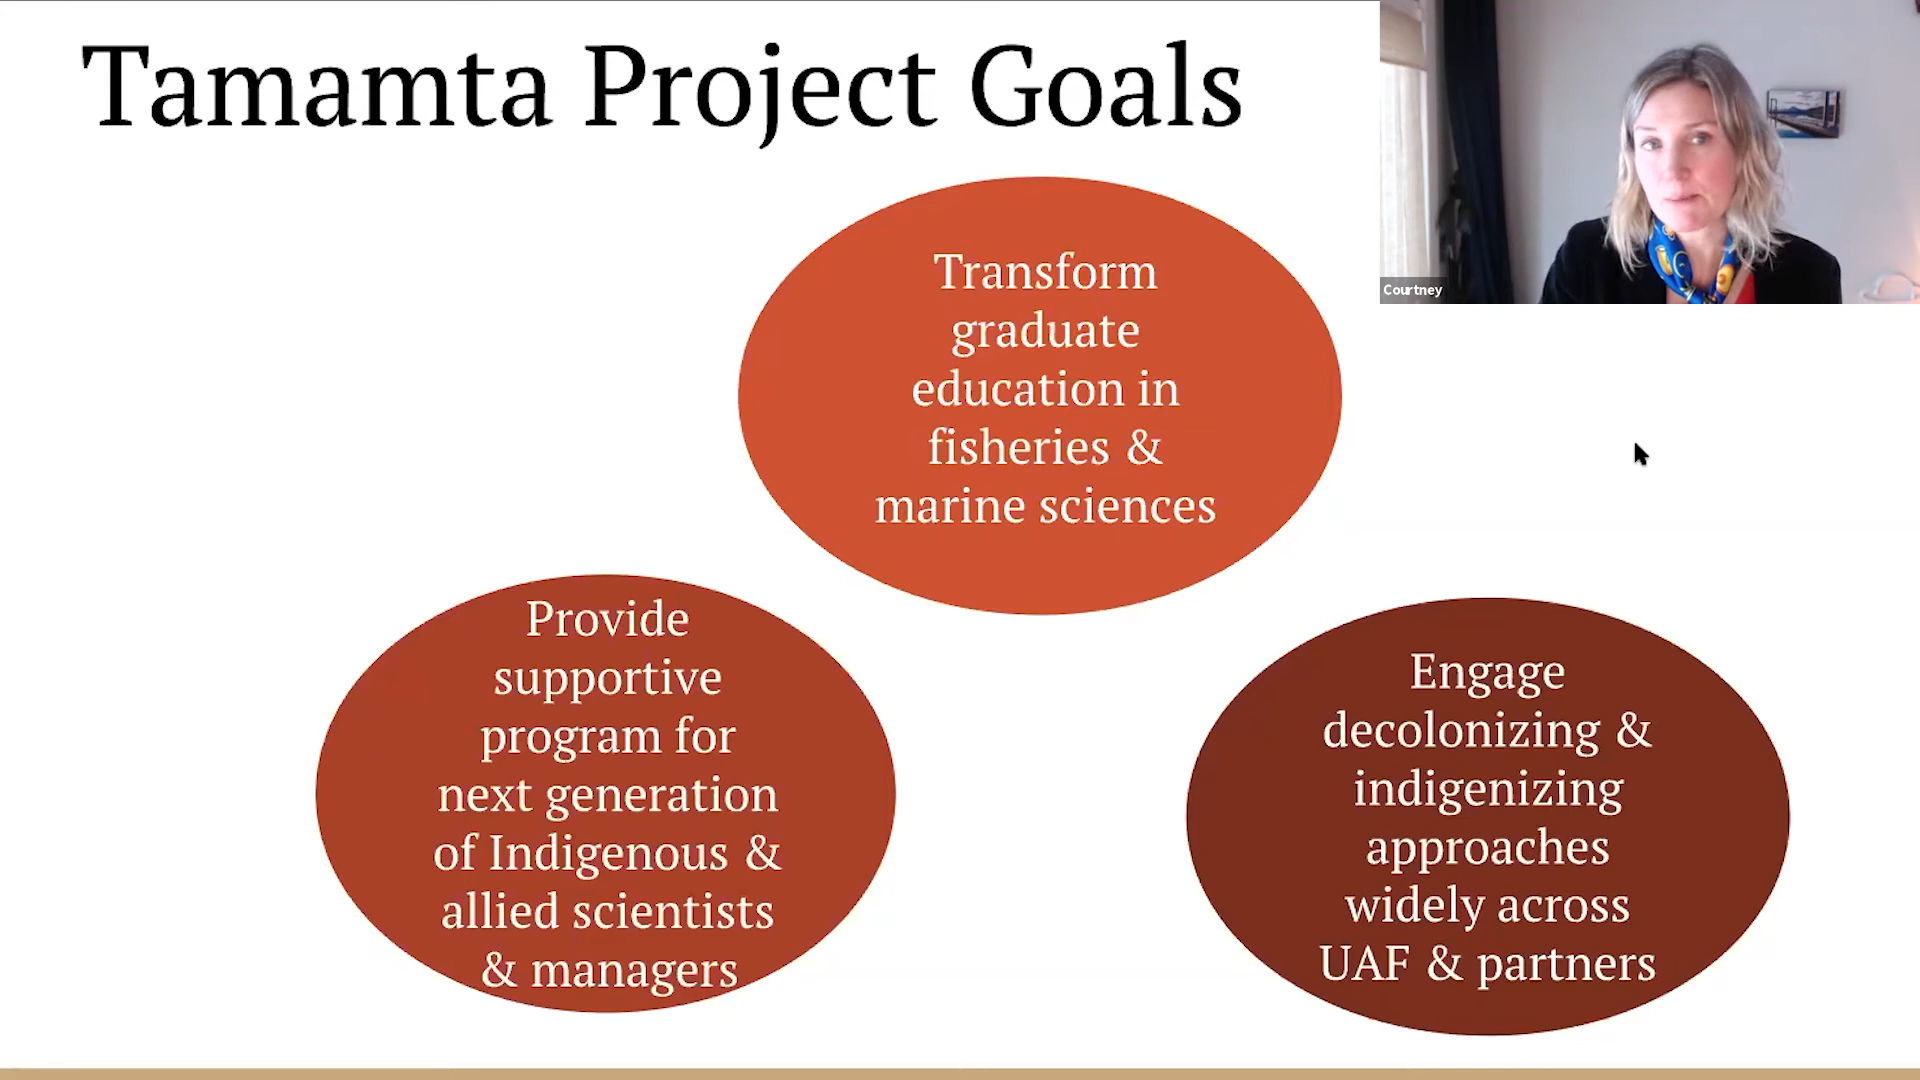 Tamamta Project Goals
Courtney
Transform
graduate
education in
fisheries &
marine sciences
Provide
supportive
program for
next generation
of Indigenous &
allied scientists
& managers
Engage
decolonizing &
indigenizing
approaches
widely across
UAF & partners